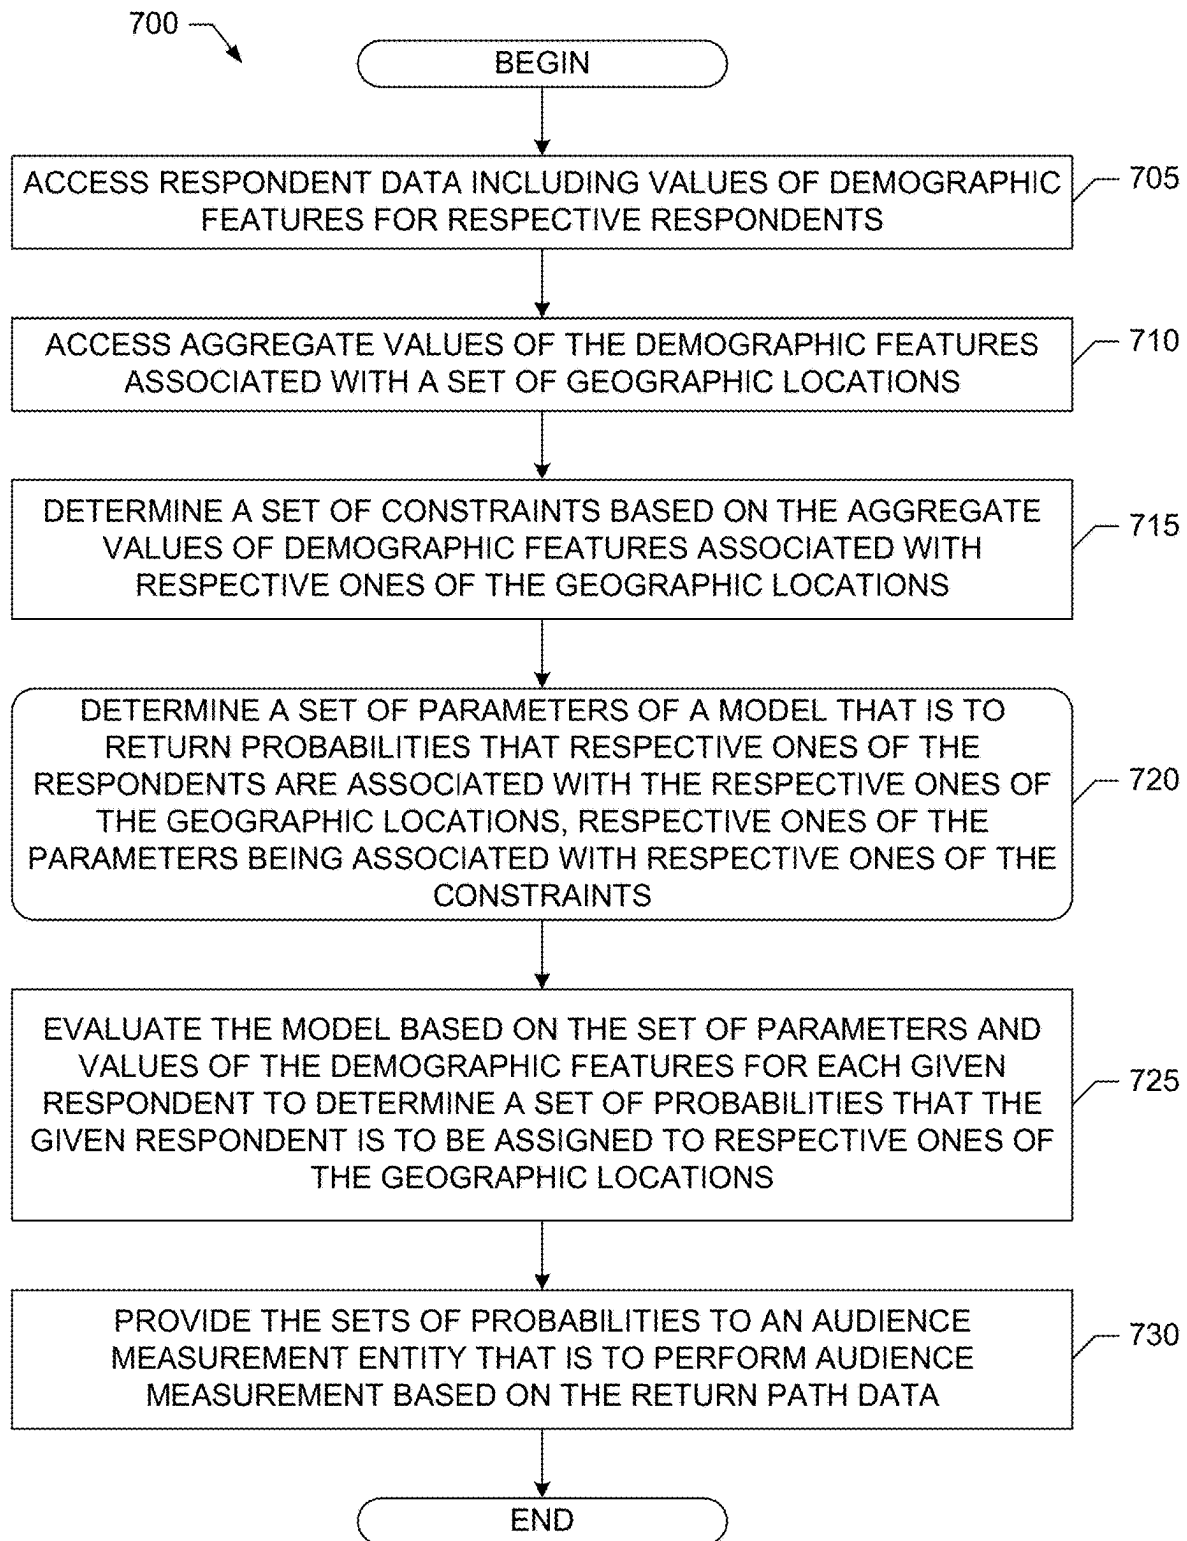 700
BEGIN
ACCESS RESPONDENT DATA INCLUDING VALUES OF DEMOGRAPHIC
FEATURES FOR RESPECTIVE RESPONDENTS
705
ACCESS AGGREGATE VALUES OF THE DEMOGRAPHIC FEATURES
ASSOCIATED WITH A SET OF GEOGRAPHIC LOCATIONS
710
DETERMINE A SET OF CONSTRAINTS BASED ON THE AGGREGATE
VALUES OF DEMOGRAPHIC FEATURES ASSOCIATED WITH
RESPECTIVE ONES OF THE GEOGRAPHIC LOCATIONS
715
DETERMINE A SET OF PARAMETERS OF A MODEL THAT IS TO
RETURN PROBABILITIES THAT RESPECTIVE ONES OF THE
RESPONDENTS ARE ASSOCIATED WITH THE RESPECTIVE ONES OF
THE GEOGRAPHIC LOCATIONS, RESPECTIVE ONES OF THE
PARAMETERS BEING ASSOCIATED WITH RESPECTIVE ONES OF THE
CONSTRAINTS
720
EVALUATE THE MODEL BASED ON THE SET OF PARAMETERS AND
VALUES OF THE DEMOGRAPHIC FEATURES FOR EACH GIVEN
RESPONDENT TO DETERMINE A SET OF PROBABILITIES THAT THE
GIVEN RESPONDENT IS TO BE ASSIGNED TO RESPECTIVE ONES OF
THE GEOGRAPHIC LOCATIONS
725
PROVIDE THE SETS OF PROBABILITIES TO AN AUDIENCE
MEASUREMENT ENTITY THAT IS TO PERFORM AUDIENCE
MEASUREMENT BASED ON THE RETURN PATH DATA
730
END